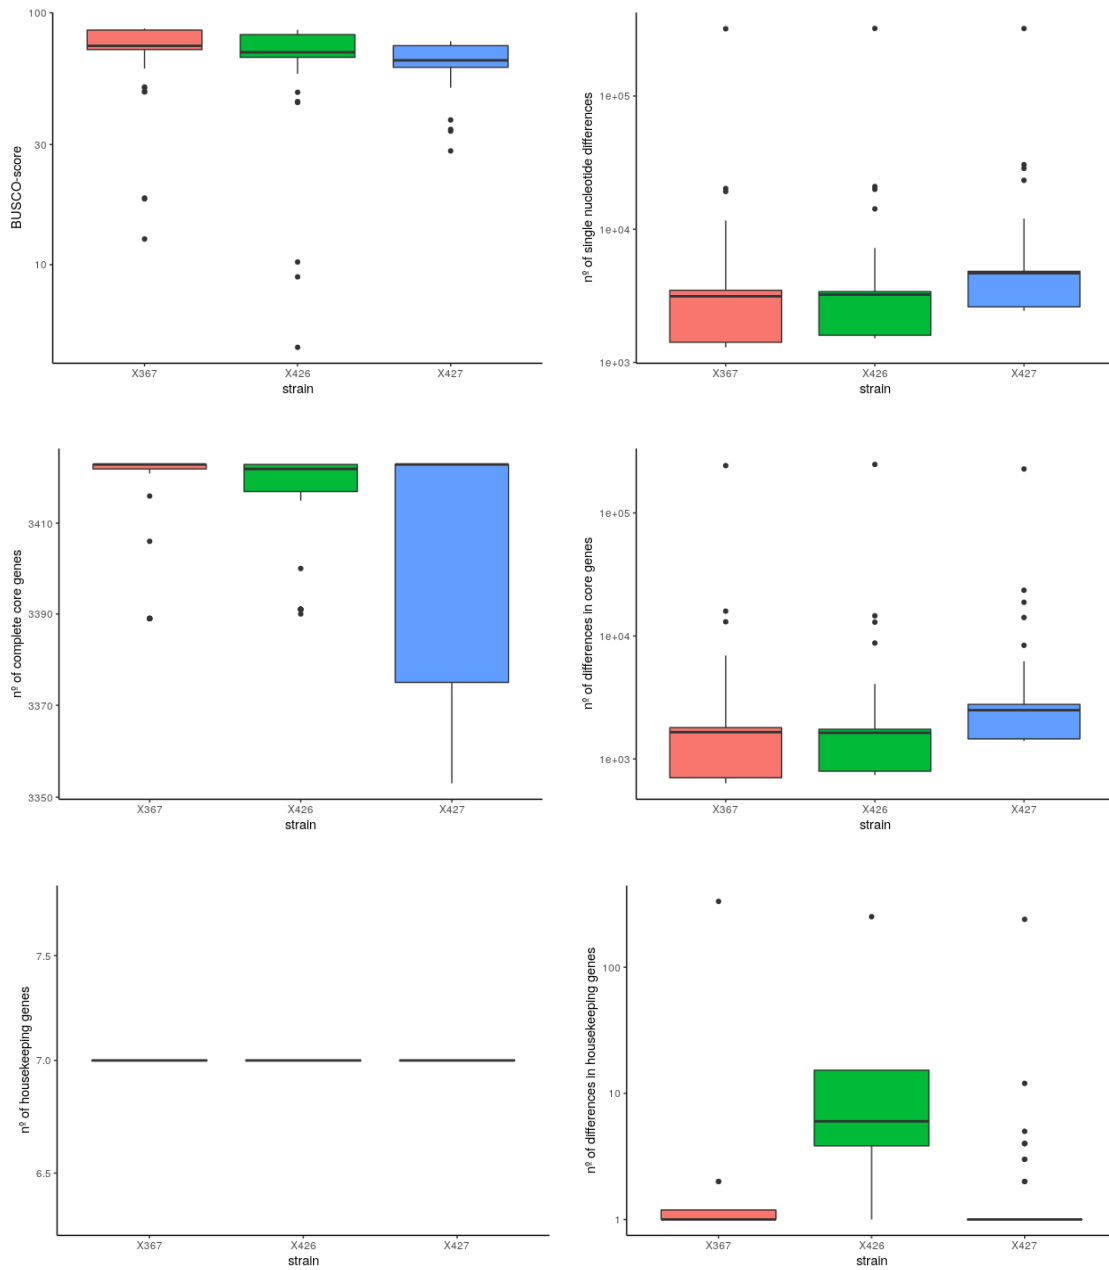 100
30
10
BUSCO-score
X367 X426 X427
strain
1e+05
1e+04
1e+03
nº of single nucleotide differences
X367 X426 X427
strain
3410
3390
3370
3350
nº of complete core genes
X367 X426 X427
strain
1e+05
1e+04
1e+03
nº of differences in core genes
X367 X426 X427
strain
7.5
7.0
6.5
nº of housekeeping genes
X367 X426 X427
strain
100
10
1
nº of differences in housekeeping genes
X367 X426 X427
strain